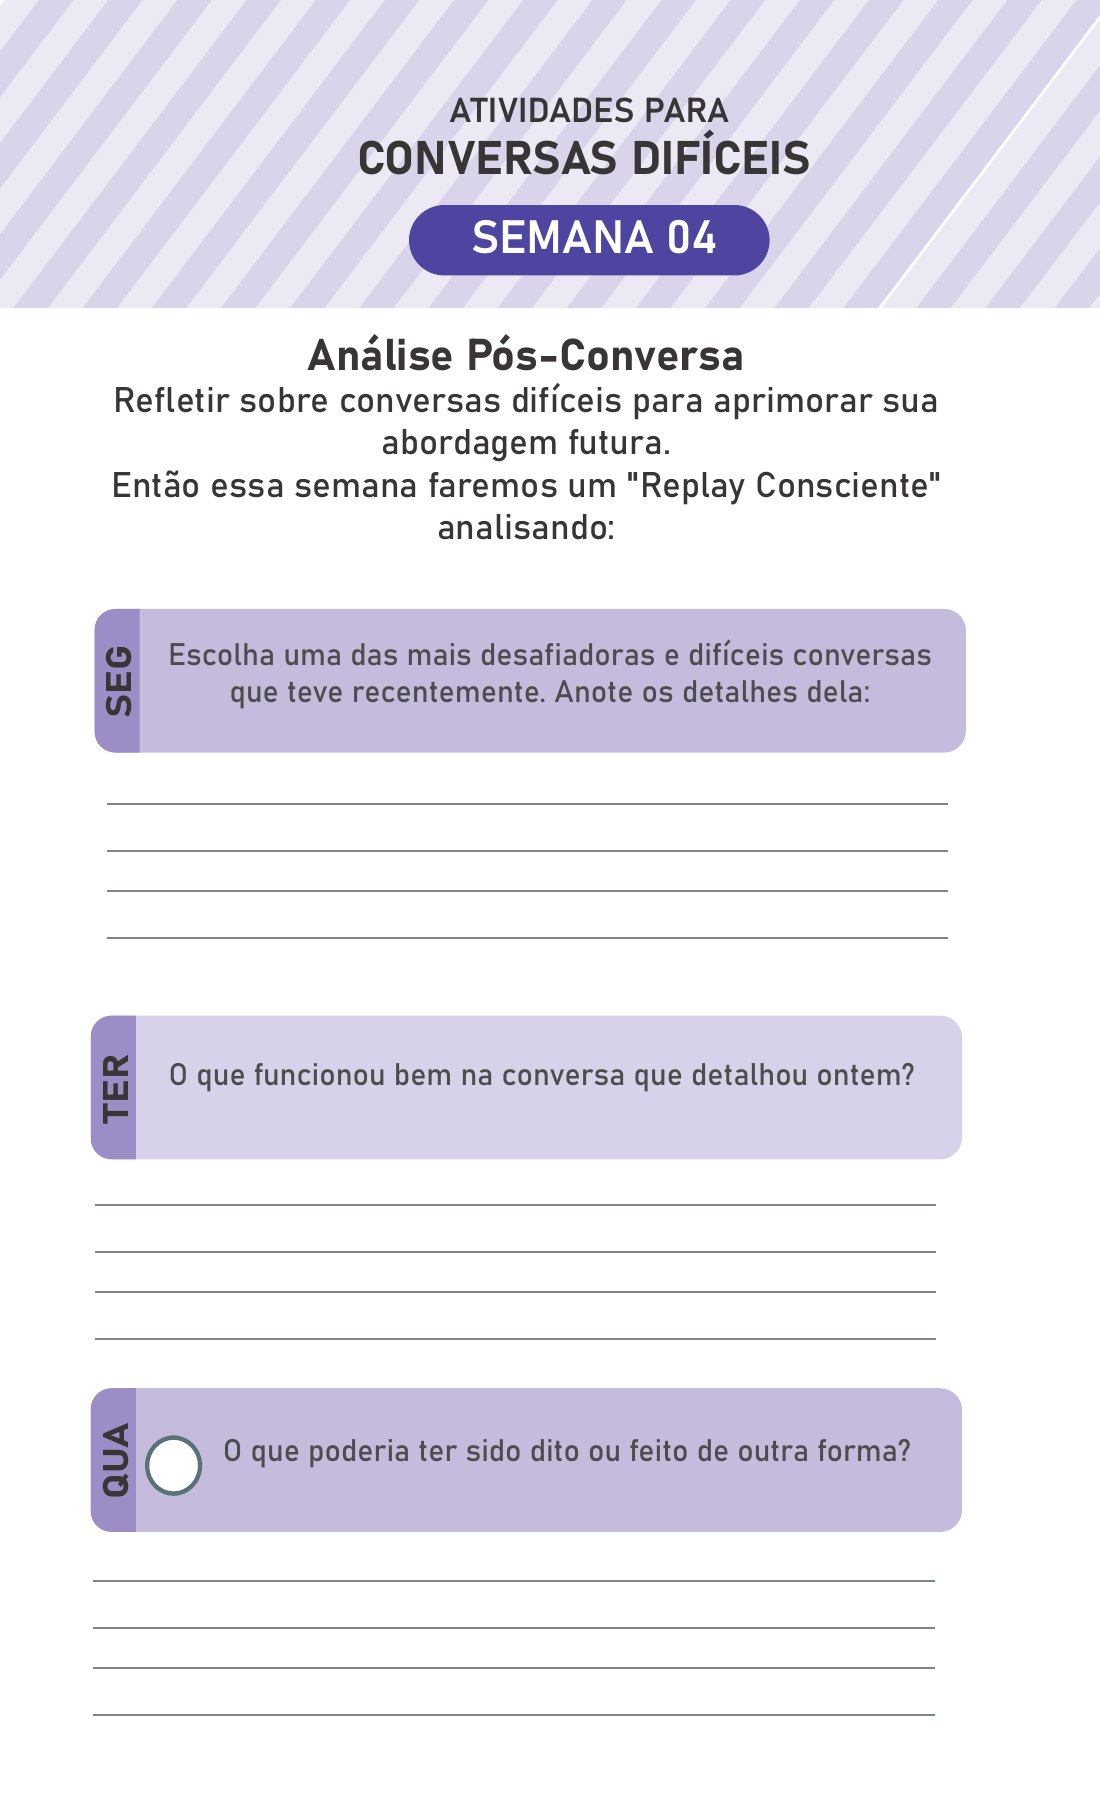 ATIVIDADES PARA
CONVERSAS DIFÍCEIS
SEMANA 04
Análise Pós-Conversa
Refletir sobre conversas difíceis para aprimorar sua
abordagem futura.
Então essa semana faremos um "Replay Consciente"
analisando:
SEG
Escolha uma das mais desafiadoras e difíceis conversas
que teve recentemente. Anote os detalhes dela:
TER
O que funcionou bem na conversa que detalhou ontem?
QUA
O que poderia ter sido dito ou feito de outra forma?